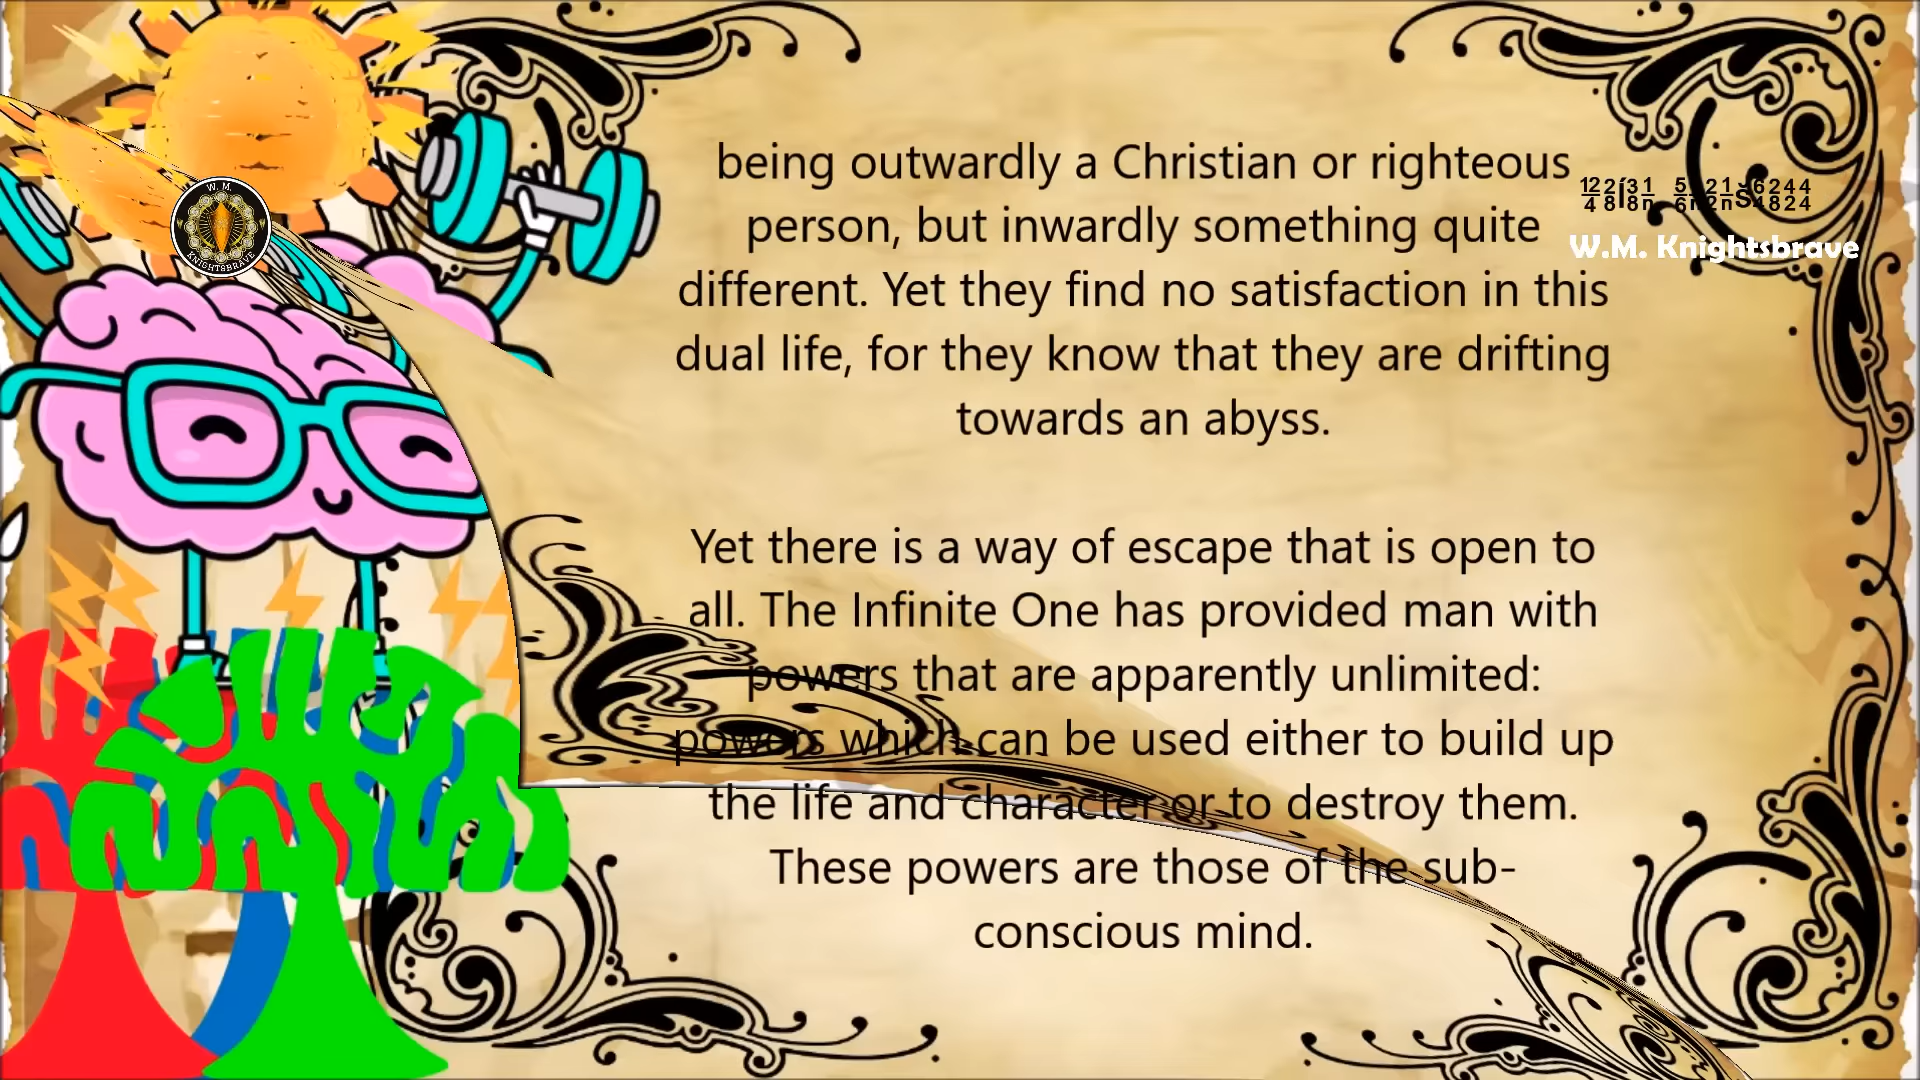 being outwardly a Christian or righteous
person, but inwardly something quite
different. Yet they find no satisfaction in this
dual life, for they know that they are drifting
towards an abyss.
Yet there is a way of escape that is open to
all. The Infinite One has provided man with
powers that are apparently unlimited:
powers which can be used either to build up
the life and character or to destroy them.
These powers are those of the sub-
conscious mind.
W.M. Knightsbrave
W. M.
KNIGHTSBRAVE